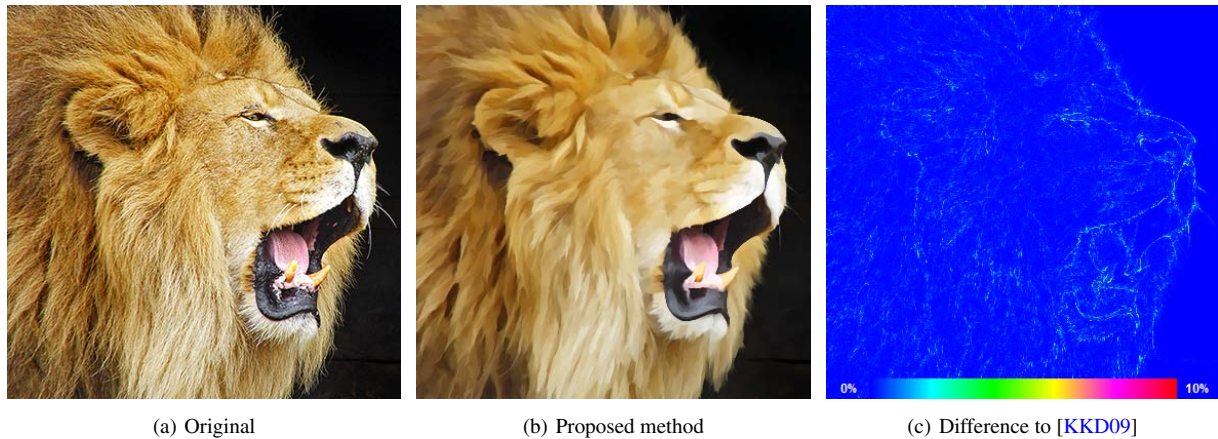 0%
10%
(a) Original
(b) Proposed method
(c) Difference to [KKD09]